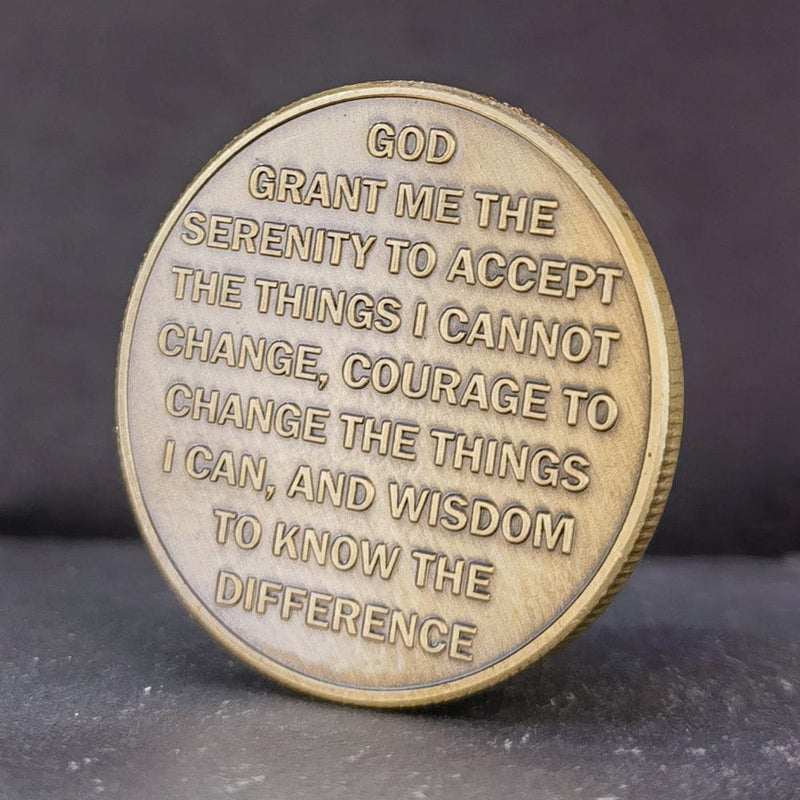 GOD
GRANT ME THE
SERENITY TO ACCEPT
THE THINGS I CANNOT
CHANGE, COURAGE TO
CHANGE THE THINGS
I CAN, AND WISDOM
TO KNOW THE
DIFFERENCE